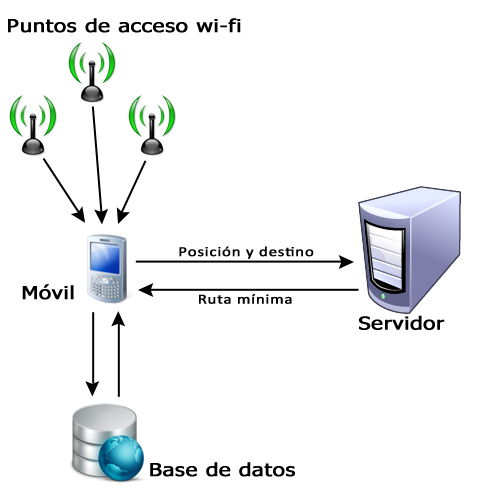 Puntos de acceso wi-fi
Posición y destino
Móvil
Ruta mínima
Servidor
Base de datos